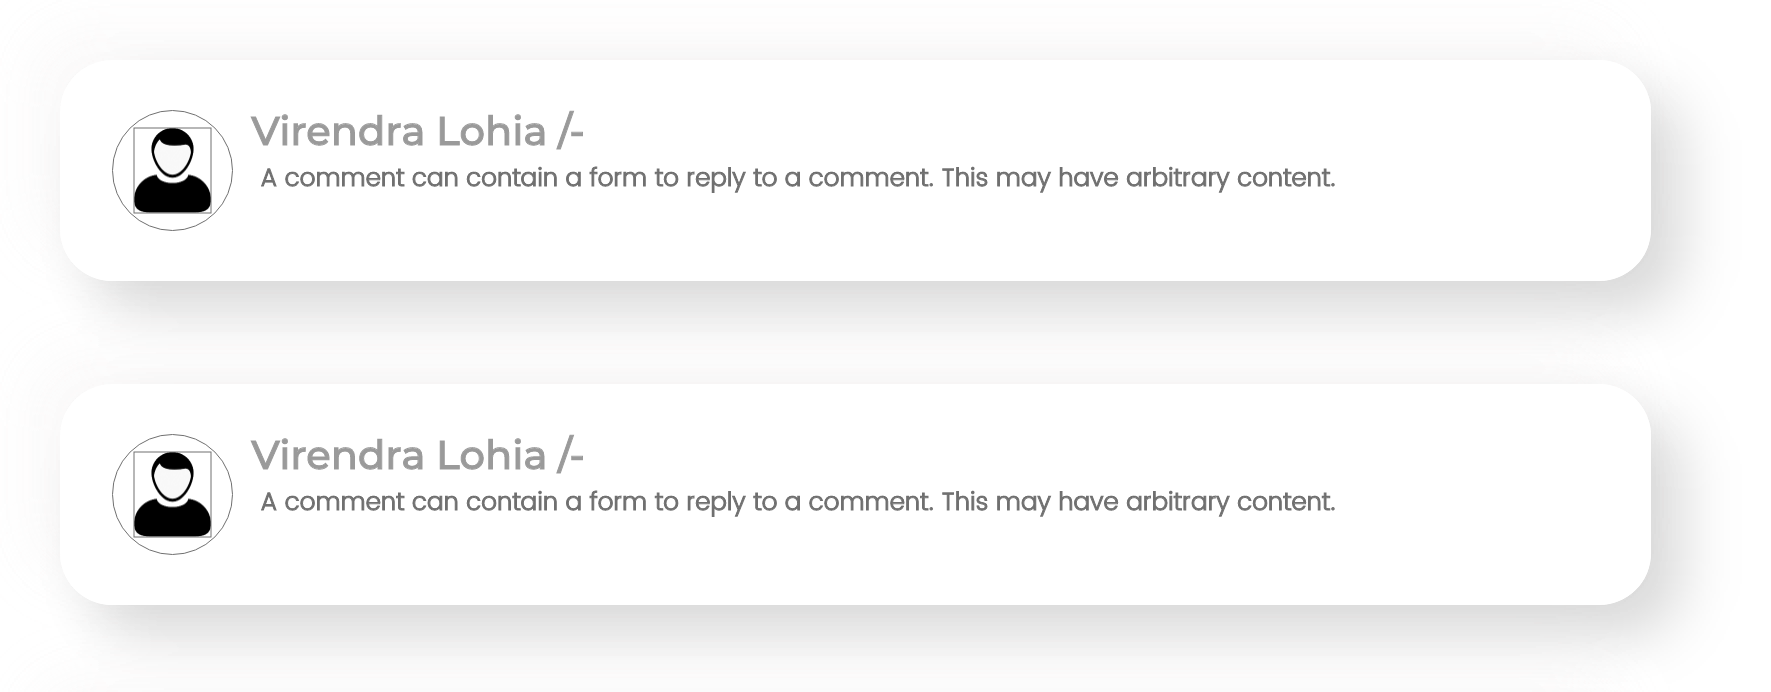 Virendra Lohia /-
A comment can contain a form to reply to a comment. This may have arbitrary content.
Virendra Lohia /-
A comment can contain a form to reply to a comment. This may have arbitrary content.